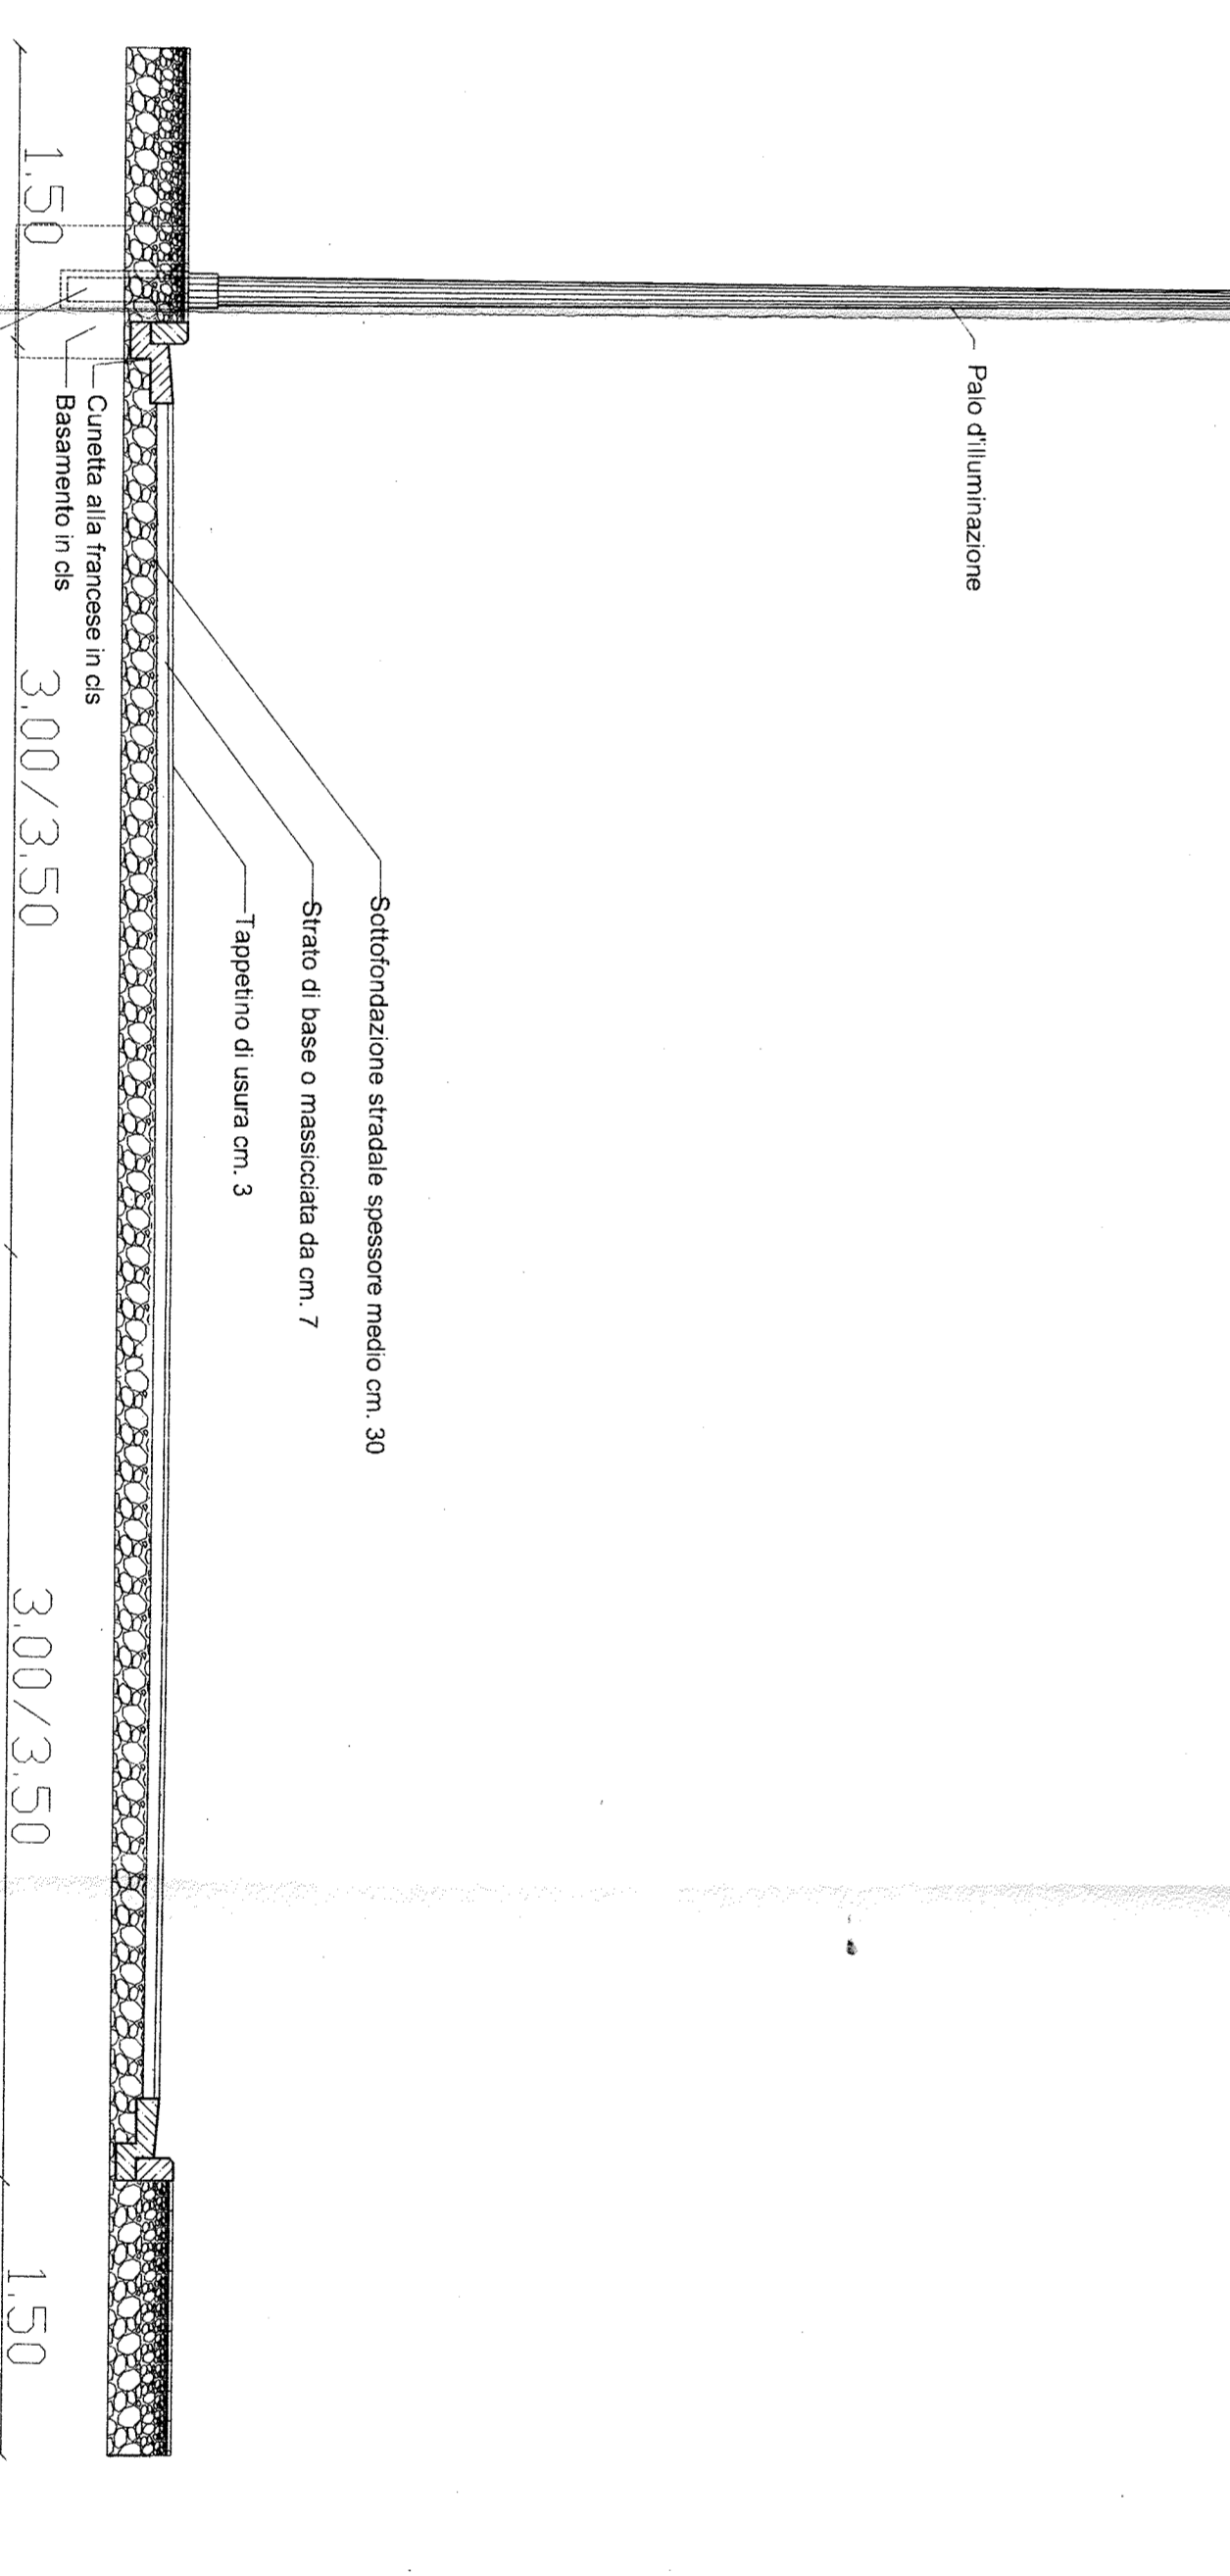 Palo d'illuminazione
Sottofondazione stradale spessore medio cm. 30
Strato di base o massicciata da cm. 7
Tappetino di usura cm. 3
Cunetta alla francese in cls
Basamento in cls
1.50
3.00/3.50
3.00/3.50
1.50